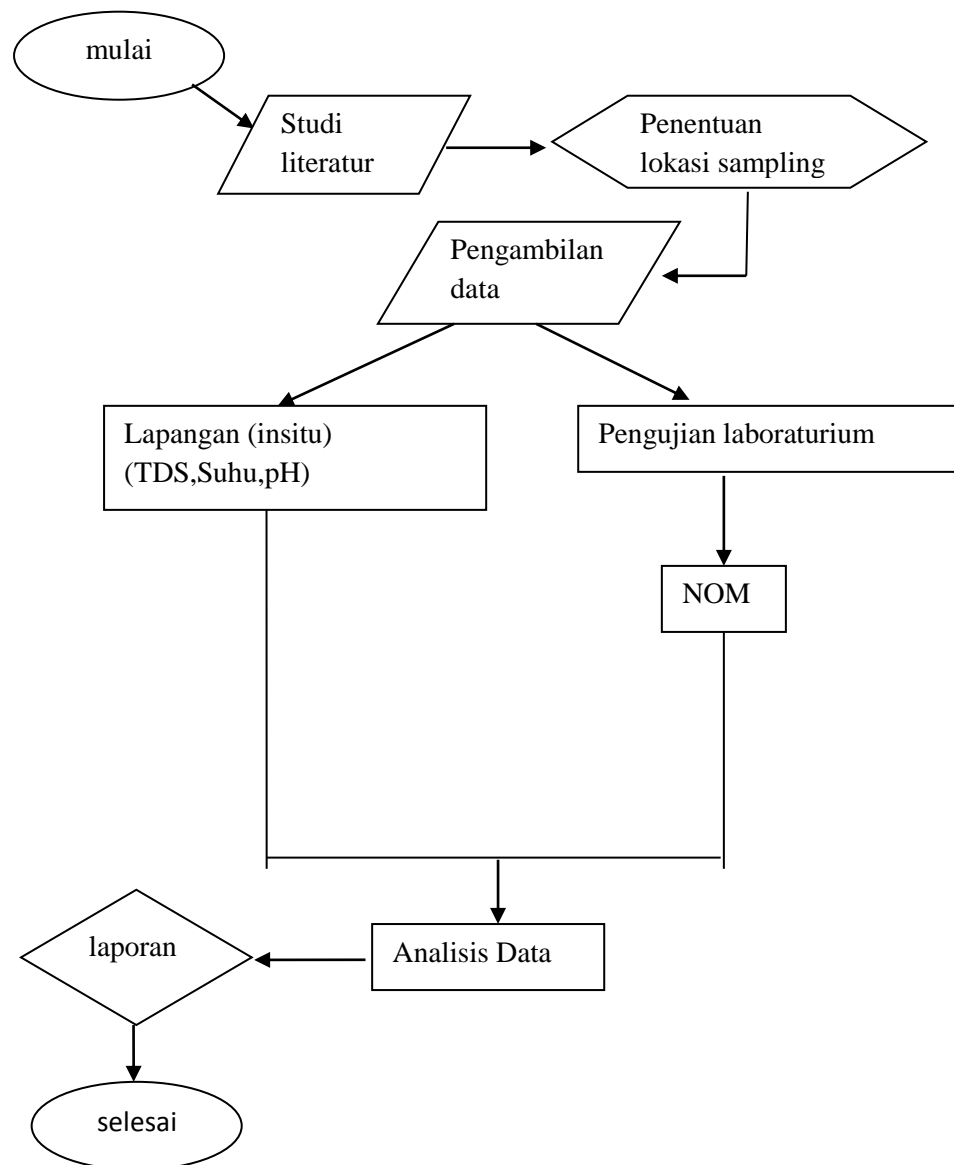 mulai
Studi
literatur
Penentuan
lokasi sampling
Pengambilan
data
Lapangan (insitu)
(TDS,Suhu,pH)
Pengujian laboraturium
NOM
Analisis Data
laporan
selesai